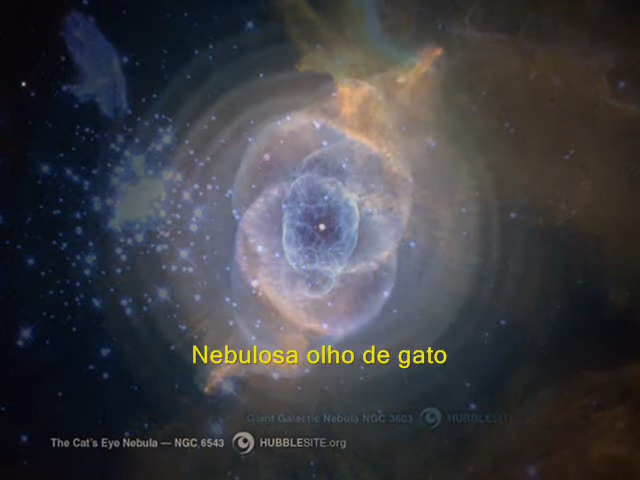 Nebulosa olho de gato
Giant Galactic Nebula NGC 3603 HUBBLESITE
The Cat's Eye Nebula — NGC 6543 HUBBLESITE.org